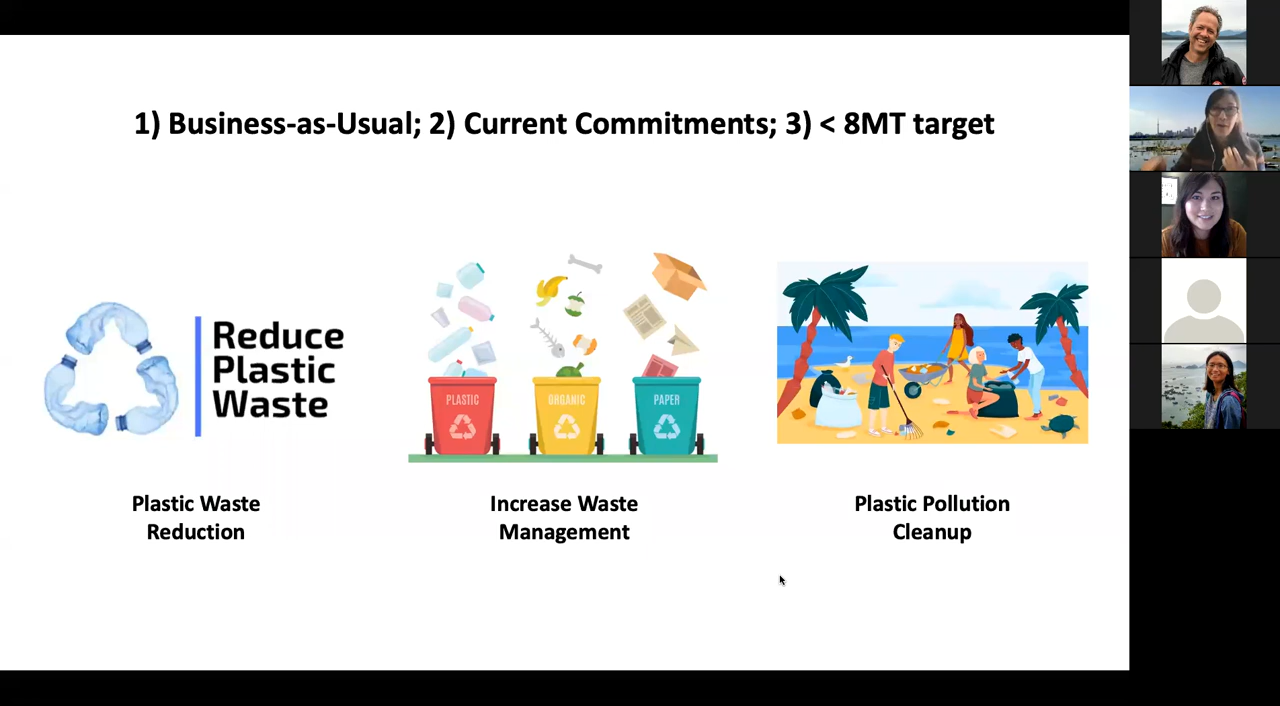 1) Business-as-Usual; 2) Current Commitments; 3) < 8MT target
Reduce
Plastic
Waste
PLASTIC
ORGANIC
PAPER
Plastic Waste
Reduction
Increase Waste
Management
Plastic Pollution
Cleanup